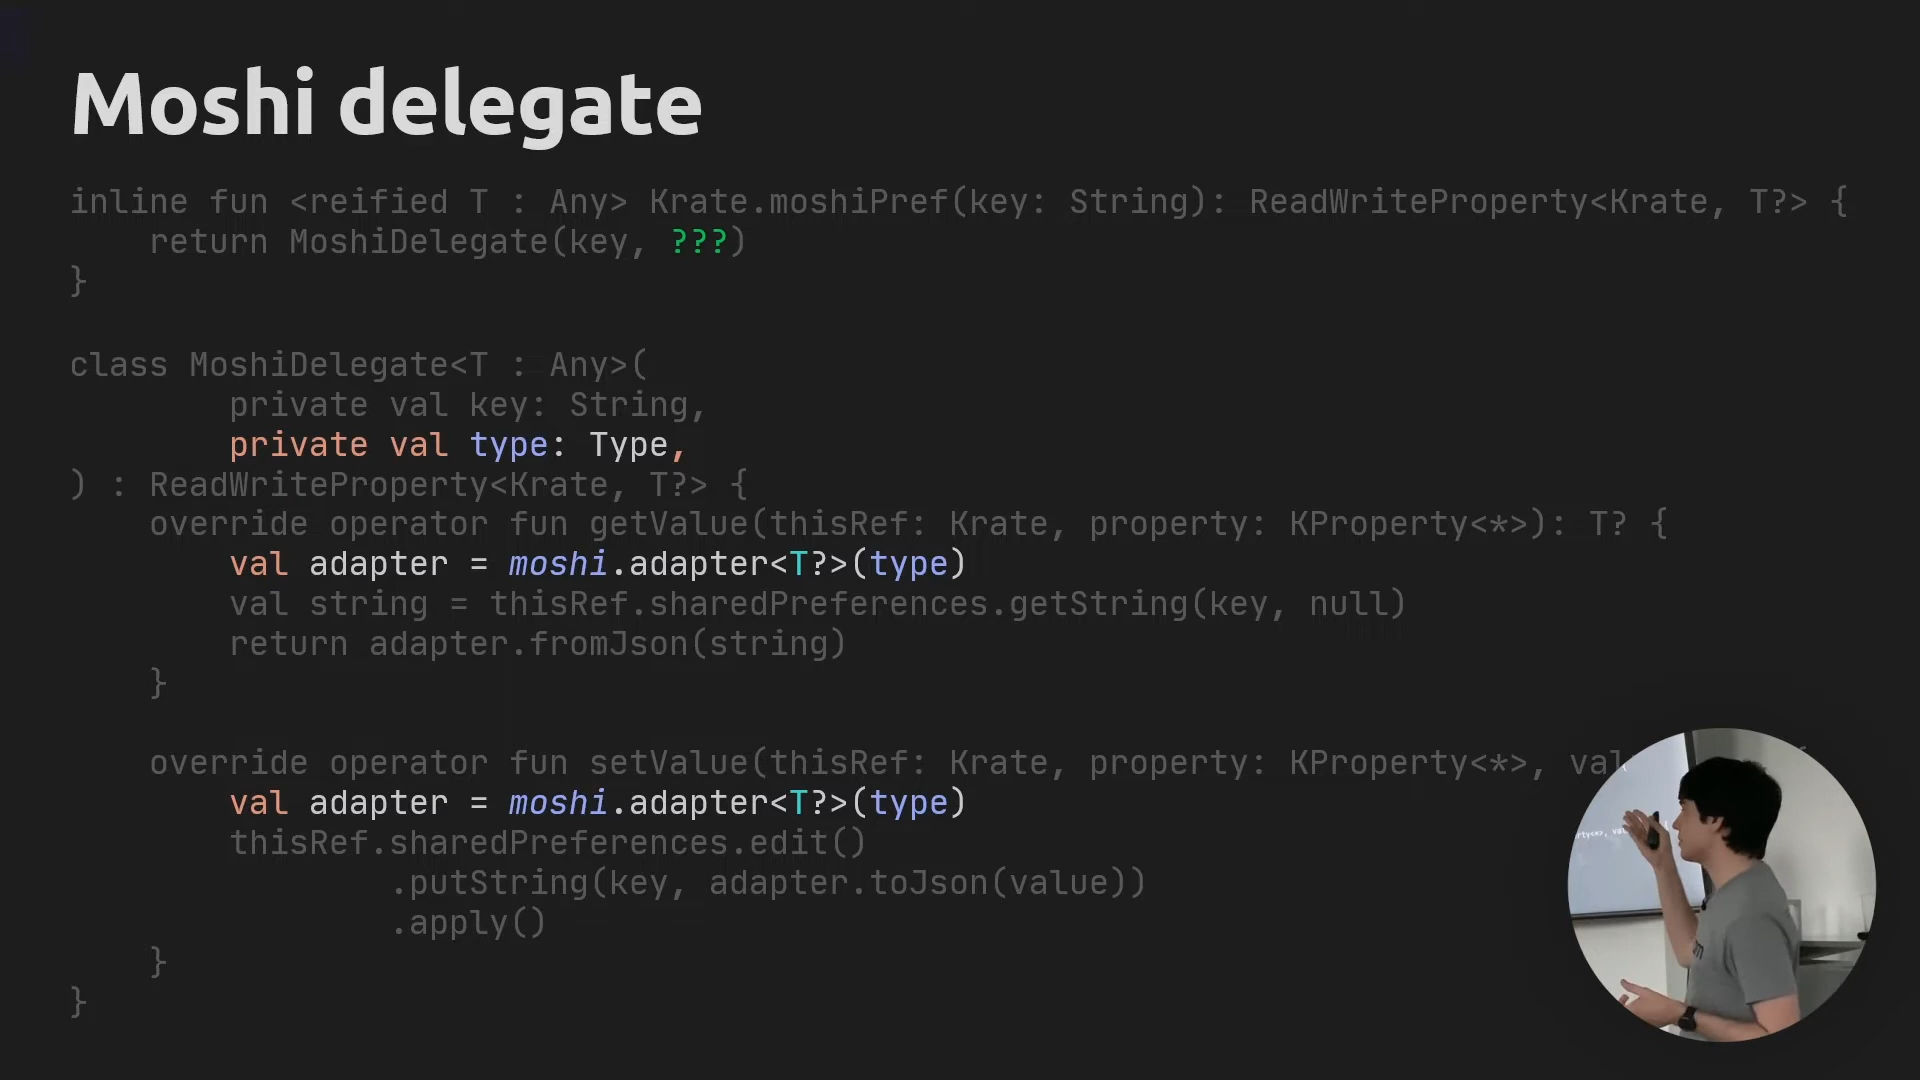 Moshi delegate
inline fun <reified T : Any> Krate.moshiPref(key: String): ReadWriteProperty<Krate, T?> {
    return MoshiDelegate(key, ???)
}
class MoshiDelegate<T : Any>(
        private val key: String,
        private val type: Type,
) : ReadWriteProperty<Krate, T?> {
    override operator fun getValue(thisRef: Krate, property: KProperty<*>): T? {
        val adapter = moshi.adapter<T?>(type)
        val string = thisRef.sharedPreferences.getString(key, null)
        return adapter.fromJson(string)
    }
    override operator fun setValue(thisRef: Krate, property: KProperty<*>, val
        val adapter = moshi.adapter<T?>(type)
        thisRef.sharedPreferences.edit()
                .putString(key, adapter.toJson(value))
                .apply()
    }
}